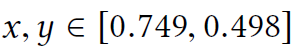 x, y ∈ [0.749, 0.498]